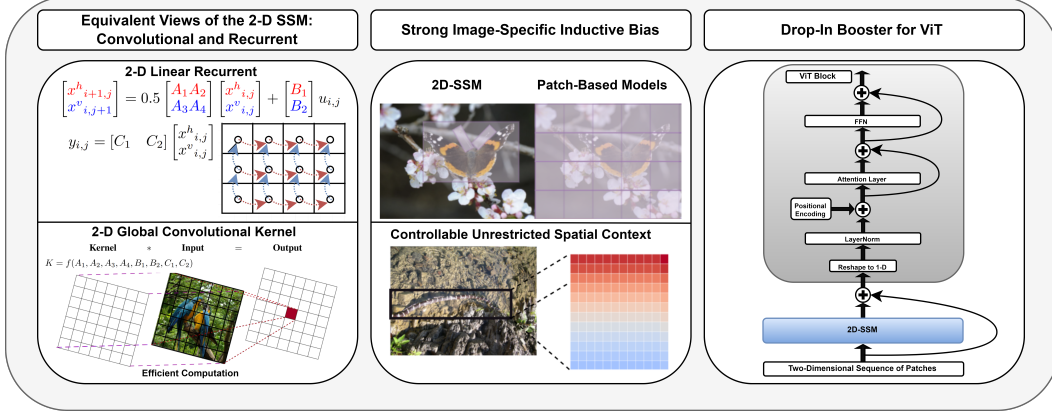 Equivalent Views of the 2-D SSM:
Convolutional and Recurrent
2-D Linear Recurrent
[x^h_{i+1,j} x^v_{i,j+1}] = 0.5 [A_1 A_2 A_3 A_4] [x^h_{i,j} x^v_{i,j}] + [B_1 B_2] u_{i,j}
y_{i,j} = [C_1 C_2] [x^h_{i,j} x^v_{i,j}]
2-D Global Convolutional Kernel
Kernel * Input = Output
K = f(A_1, A_2, A_3, A_4, B_1, B_2, C_1, C_2)
Efficient Computation
Strong Image-Specific Inductive Bias
2D-SSM Patch-Based Models
Controllable Unrestricted Spatial Context
Drop-In Booster for ViT
ViT Block
FFN
Attention Layer
Positional
Encoding
LayerNorm
Reshape to 1-D
2D-SSM
Two-Dimensional Sequence of Patches